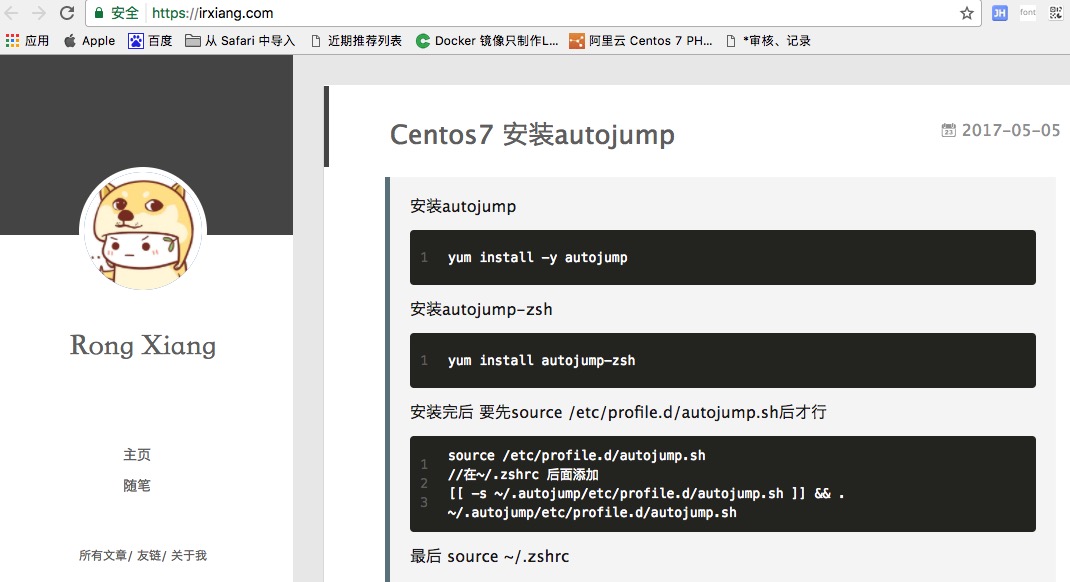 安全 https://irxiang.com JH font
应用 Apple 百度 从 Safari 中导入 近期推荐列表 Docker 镜像只制作L... 阿里云 Centos 7 PH... *审核、记录
Centos7 安装autojump
23 2017-05-05
安装autojump
1 yum install -y autojump
安装autojump-zsh
1 yum install autojump-zsh
安装完后 要先source /etc/profile.d/autojump.sh后才行
1 source /etc/profile.d/autojump.sh
2 //在~/.zshrc 后面添加
3 [[ -s ~/.autojump/etc/profile.d/autojump.sh ]] && .
~/.autojump/etc/profile.d/autojump.sh
最后 source ~/.zshrc
Rong Xiang
主页
随笔
所有文章/ 友链/ 关于我